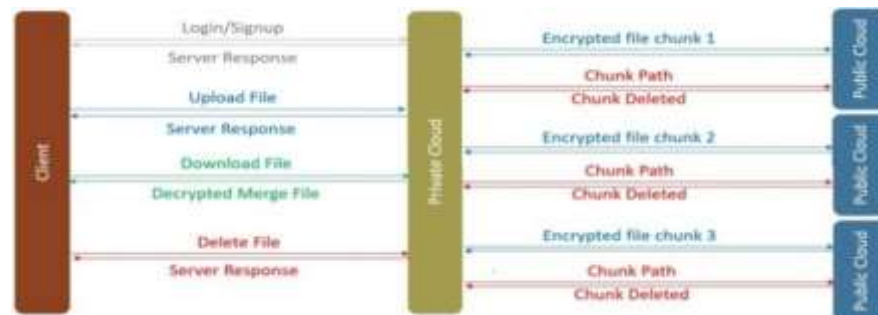 Client
Login/Signup
Server Response
Upload File
Server Response
Download File
Decrypted Merge File
Delete File
Server Response
Private Cloud
Encrypted file chunk 1
Chunk Path
Chunk Deleted
Encrypted file chunk 2
Chunk Path
Chunk Deleted
Encrypted file chunk 3
Chunk Path
Chunk Deleted
Public Cloud
Public Cloud
Public Cloud